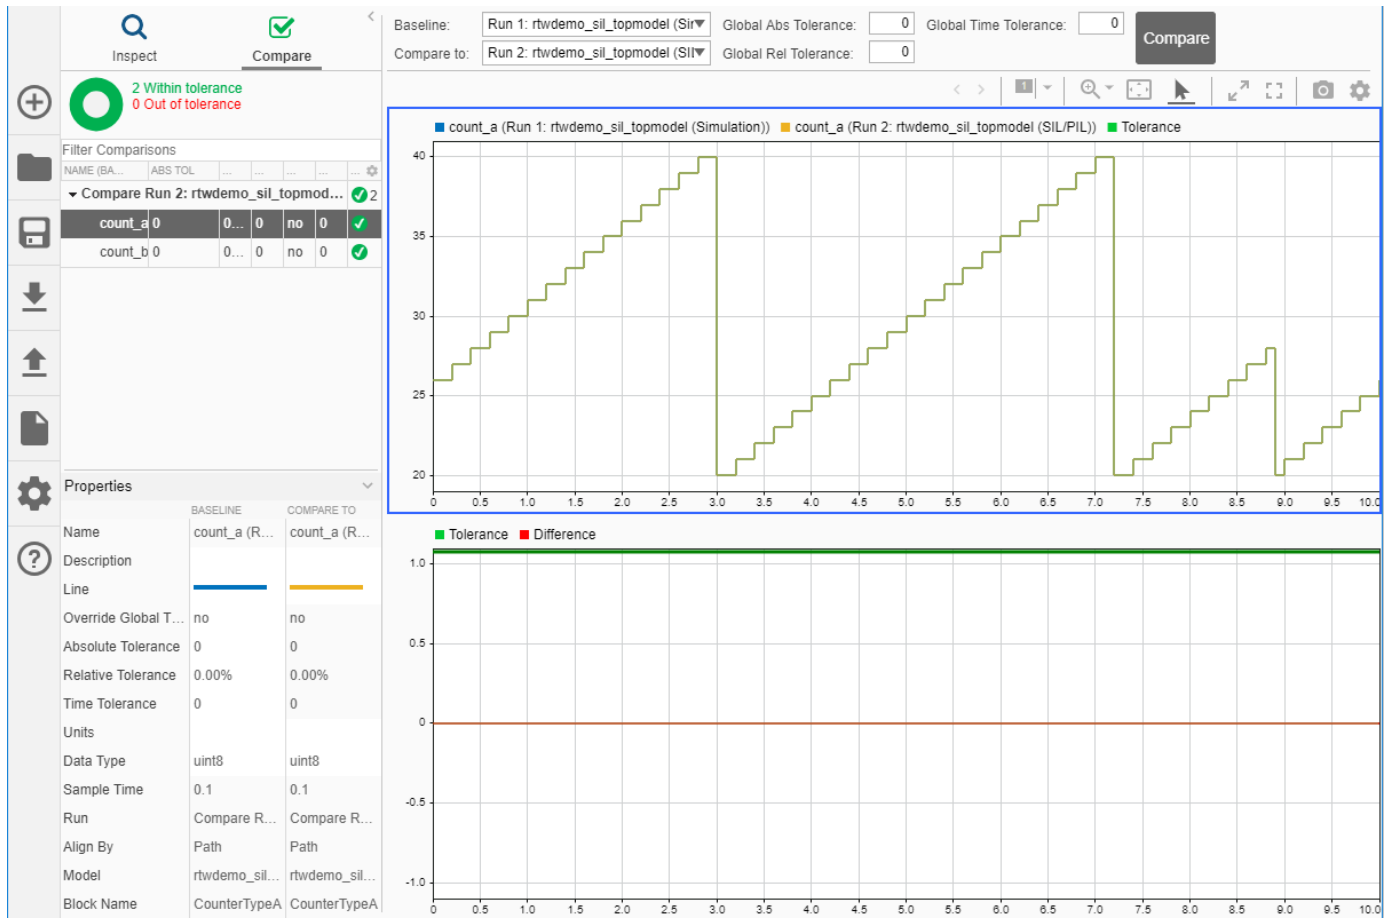 Inspect
Compare
2 Within tolerance
0 Out of tolerance
Filter Comparisons
NAME (BA... ABS TOL ... ... ... ... ...
Compare Run 2: rtwdemo_sil_topmod... 2
count_a 0 0... 0 no 0
count_b 0 0... 0 no 0
Properties
BASELINE COMPARE TO
Name count_a (R... count_a (R...
Description
Line
Override Global T... no no
Absolute Tolerance 0 0
Relative Tolerance 0.00% 0.00%
Time Tolerance 0 0
Units
Data Type uint8 uint8
Sample Time 0.1 0.1
Run Compare R... Compare R...
Align By Path Path
Model rtwdemo_sil... rtwdemo_sil...
Block Name CounterTypeA CounterTypeA
Baseline: Run 1: rtwdemo_sil_topmodel (Sir Global Abs Tolerance: 0 Global Time Tolerance: 0
Compare to: Run 2: rtwdemo_sil_topmodel (SII Global Rel Tolerance: 0
Compare
1
count_a (Run 1: rtwdemo_sil_topmodel (Simulation)) count_a (Run 2: rtwdemo_sil_topmodel (SIL/PIL)) Tolerance
40
35
30
25
20
0 0.5 1.0 1.5 2.0 2.5 3.0 3.5 4.0 4.5 5.0 5.5 6.0 6.5 7.0 7.5 8.0 8.5 9.0 9.5 10.0
Tolerance Difference
1.0
0.5
0
-0.5
-1.0
0 0.5 1.0 1.5 2.0 2.5 3.0 3.5 4.0 4.5 5.0 5.5 6.0 6.5 7.0 7.5 8.0 8.5 9.0 9.5 10.0